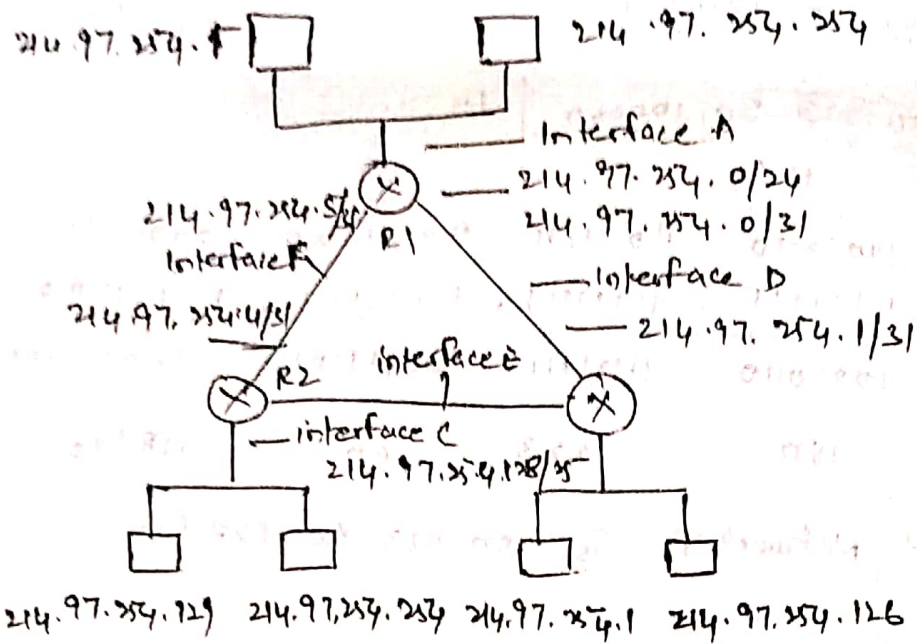 214.97.254.1
214.97.254.254
Interface A
214.97.254.0/24
214.97.254.0/31
214.97.254.5/31
R1
Interface F
Interface D
214.97.254.4/31
214.97.254.1/31
interface E
R2
interface C
214.97.254.128/25
214.97.254.129
214.97,254.254
214.97.254.1
214.97.254.126